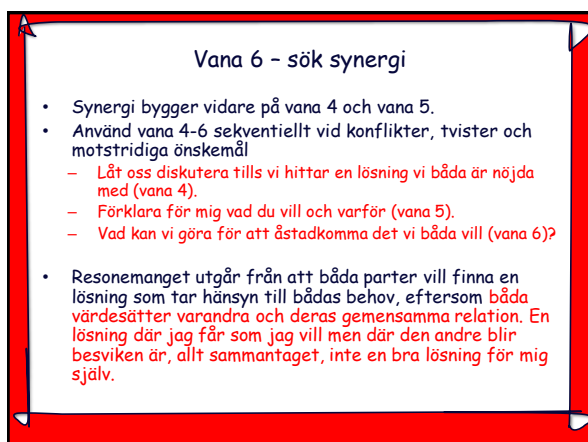 Vana 6 – sök synergi
• Synergi bygger vidare på vana 4 och vana 5.
• Använd vana 4-6 sekventiellt vid konflikter, tvister och
motstridiga önskemål
– Låt oss diskutera tills vi hittar en lösning vi båda är nöjda
med (vana 4).
– Förklara för mig vad du vill och varför (vana 5).
– Vad kan vi göra för att åstadkomma det vi båda vill (vana 6)?
• Resonemanget utgår från att båda parter vill finna en
lösning som tar hänsyn till bådas behov, eftersom båda
värdesätter varandra och deras gemensamma relation. En
lösning där jag får som jag vill men där den andre blir
besviken är, allt sammantaget, inte en bra lösning för mig
själv.